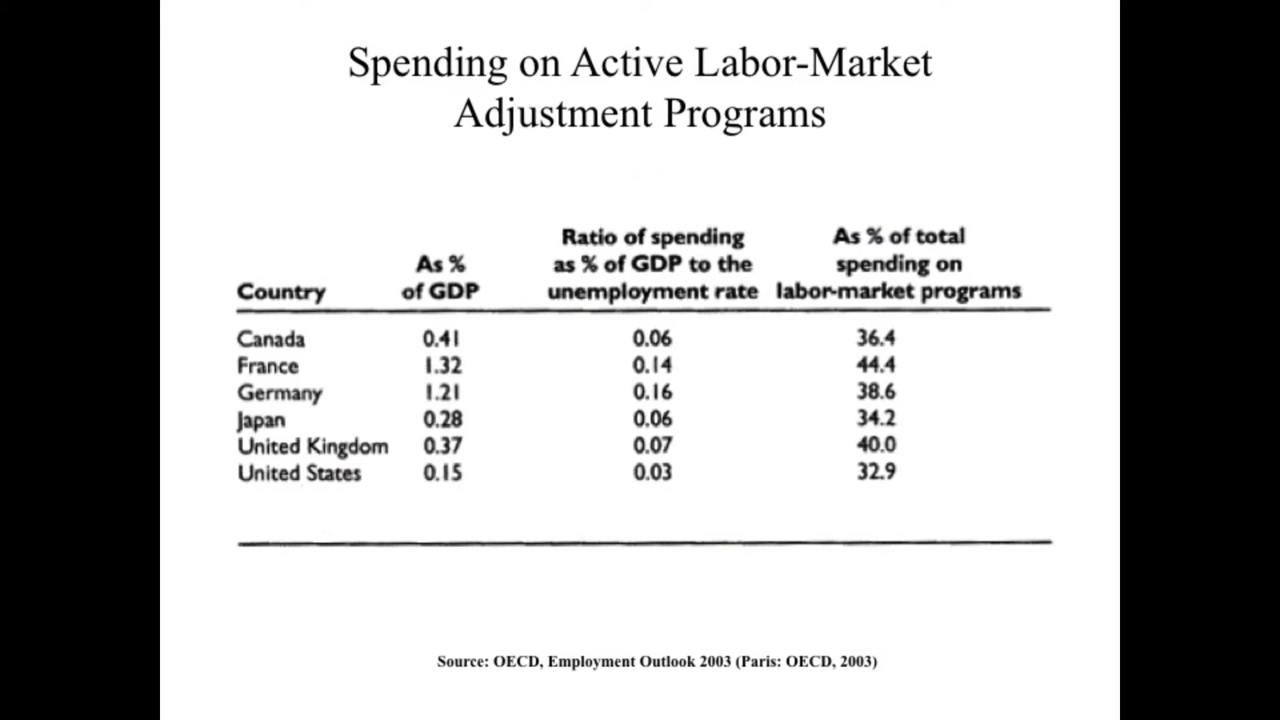 Spending on Active Labor-Market
Adjustment Programs
Ratio of spending As % of total
As % as % of GDP to the spending on
Country of GDP unemployment rate labor-market programs
Canada 0.41 0.06 36.4
France 1.32 0.14 44.4
Germany 1.21 0.16 38.6
Japan 0.28 0.06 34.2
United Kingdom 0.37 0.07 40.0
United States 0.15 0.03 32.9
Source: OECD, Employment Outlook 2003 (Paris: OECD, 2003)